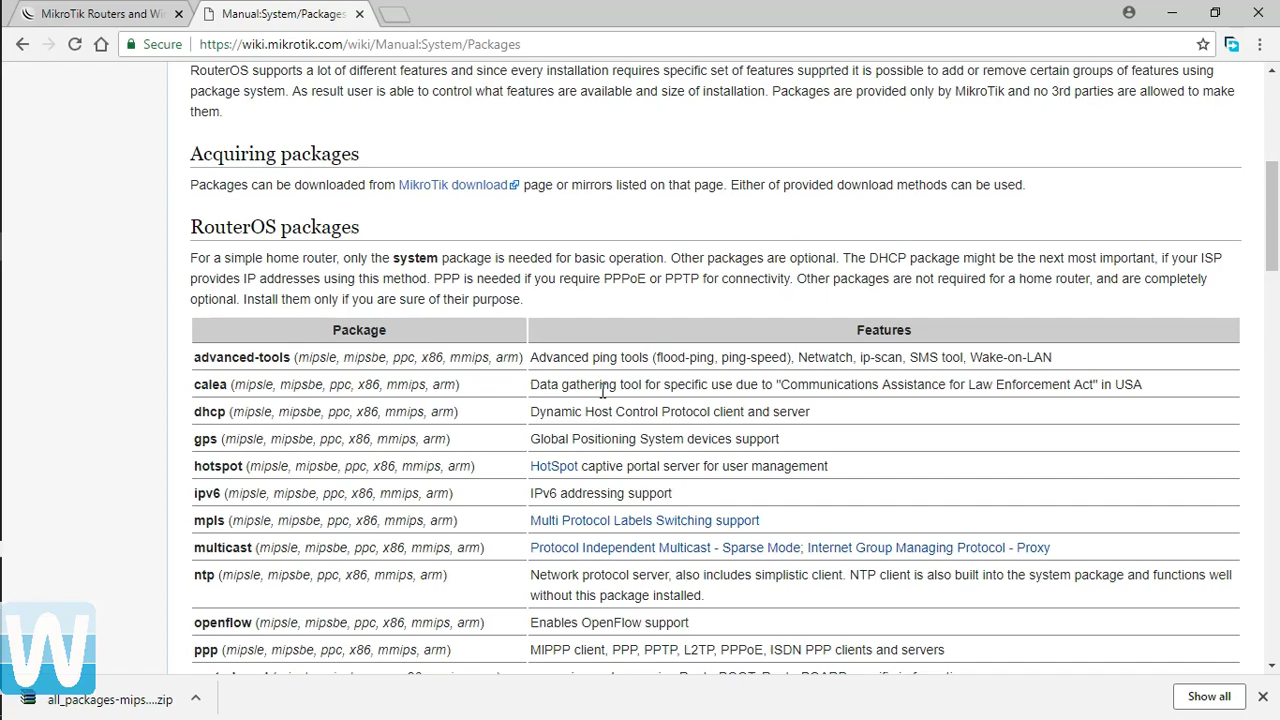 MikroTik Routers and Wi
Manual:System/Packages
Secure
https://wiki.mikrotik.com/wiki/Manual:System/Packages
RouterOS supports a lot of different features and since every installation requires specific set of features supprted it is possible to add or remove certain groups of features using
package system. As result user is able to control what features are available and size of installation. Packages are provided only by MikroTik and no 3rd parties are allowed to make
them.
Acquiring packages
Packages can be downloaded from MikroTik download page or mirrors listed on that page. Either of provided download methods can be used.
RouterOS packages
For a simple home router, only the system package is needed for basic operation. Other packages are optional. The DHCP package might be the next most important, if your ISP
provides IP addresses using this method. PPP is needed if you require PPPoE or PPTP for connectivity. Other packages are not required for a home router, and are completely
optional. Install them only if you are sure of their purpose.
Package Features
advanced-tools (mipsle, mipsbe, ppc, x86, mmips, arm) Advanced ping tools (flood-ping, ping-speed), Netwatch, ip-scan, SMS tool, Wake-on-LAN
calea (mipsle, mipsbe, ppc, x86, mmips, arm) Data gathering tool for specific use due to "Communications Assistance for Law Enforcement Act" in USA
dhcp (mipsle, mipsbe, ppc, x86, mmips, arm) Dynamic Host Control Protocol client and server
gps (mipsle, mipsbe, ppc, x86, mmips, arm) Global Positioning System devices support
hotspot (mipsle, mipsbe, ppc, x86, mmips, arm) HotSpot captive portal server for user management
ipv6 (mipsle, mipsbe, ppc, x86, mmips, arm) IPv6 addressing support
mpls (mipsle, mipsbe, ppc, x86, mmips, arm) Multi Protocol Labels Switching support
multicast (mipsle, mipsbe, ppc, x86, mmips, arm) Protocol Independent Multicast - Sparse Mode; Internet Group Managing Protocol - Proxy
ntp (mipsle, mipsbe, ppc, x86, mmips, arm) Network protocol server, also includes simplistic client. NTP client is also built into the system package and functions well
without this package installed.
openflow (mipsle, mipsbe, ppc, x86, mmips, arm) Enables OpenFlow support
ppp (mipsle, mipsbe, ppc, x86, mmips, arm) MlPPP client, PPP, PPTP, L2TP, PPPoE, ISDN PPP clients and servers
W
all_packages-mips....zip
Show all